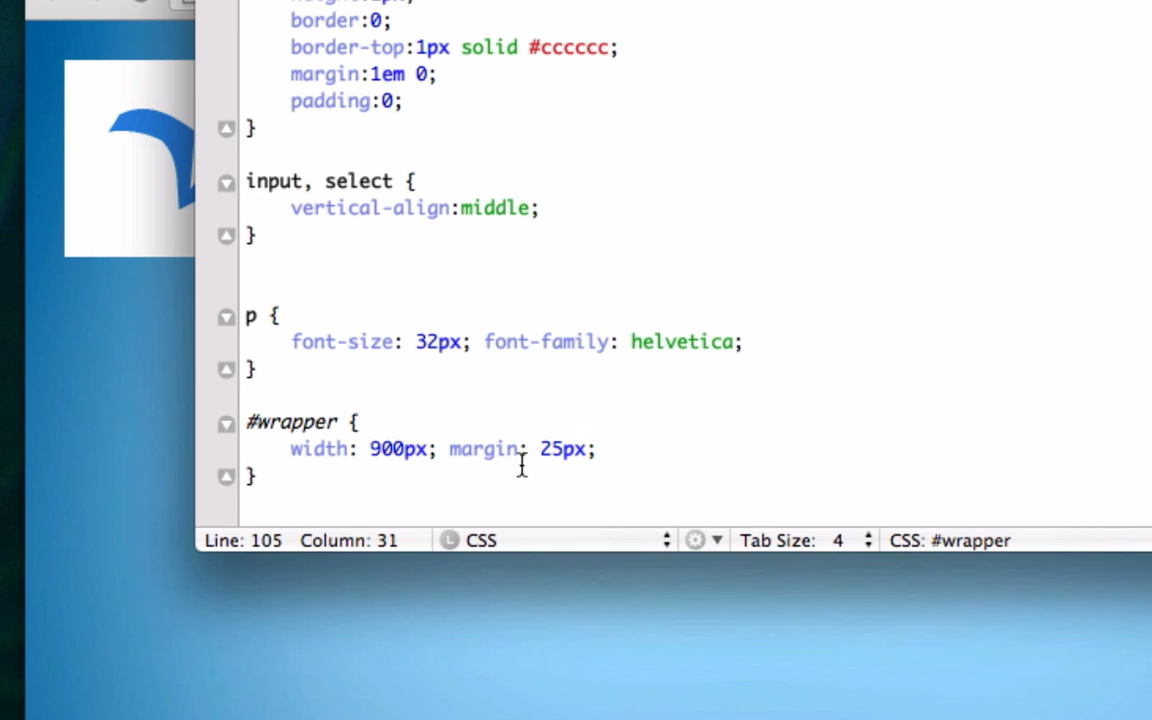 border:0;
border-top:1px solid #cccccc;
margin:1em 0;
padding:0;
}
input, select {
vertical-align:middle;
}
p {
font-size: 32px; font-family: helvetica;
}
#wrapper {
width: 900px; margin: 25px;
}
Line: 105 Column: 31 L CSS Tab Size: 4 CSS: #wrapper